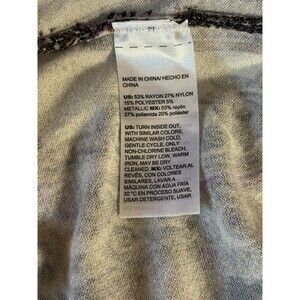 MADE IN CHINA/ HECHO EN
CHINA
US: 53% RAYON 27% NYLON
15% POLYESTER 5%
METALLIC MX: 53% rayón
27% poliamida 20% poliéster
US: TURN INSIDE OUT,
WITH SIMILAR COLORS,
MACHINE WASH COLD,
GENTLE CYCLE, ONLY
NON-CHLORINE BLEACH,
TUMBLE DRY LOW, WARM
IRON, MAY BE DRY
CLEANED. MX: VOLTEAR AL
REVÉS, CON COLORES
SIMILARES, LAVAR A
MÁQUINA CON AGUA FRÍA
30 °C EN PROCESO SUAVE,
USAR DETERGENTE, USAR